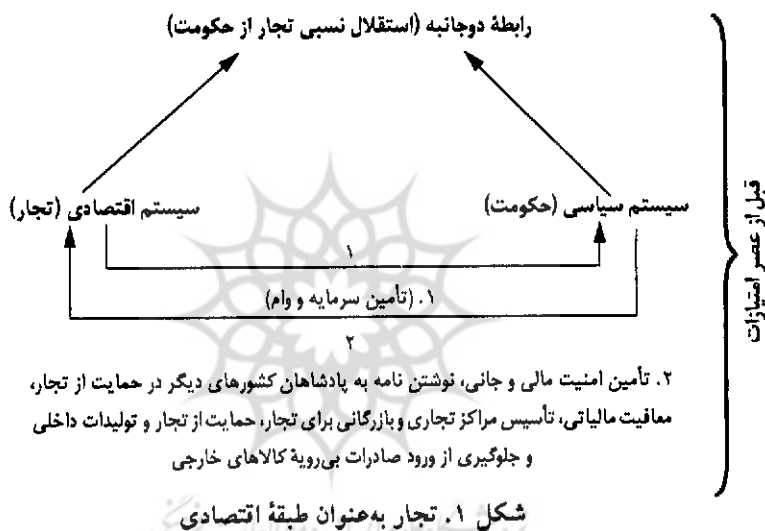 رابطهٔ دوجانبه (استقلال نسبی تجار از حکومت)
سیستم سیاسی (حکومت)
سیستم اقتصادی (تجار)
۱
۱. (تأمین سرمایه و وام)
۲
۲. تأمین امنیت مالی و جانی، نوشتن نامه به پادشاهان کشورهای دیگر در حمایت از تجار،
معافیت مالیاتی، تأسیس مراکز تجاری و بازرگانی برای تجار، حمایت از تجار و تولیدات داخلی
و جلوگیری از ورود صادرات بی‌رویهٔ کالاهای خارجی
قبل از عصر امتیازات
شکل ۱. تجار به‌عنوان طبقهٔ اقتصادی